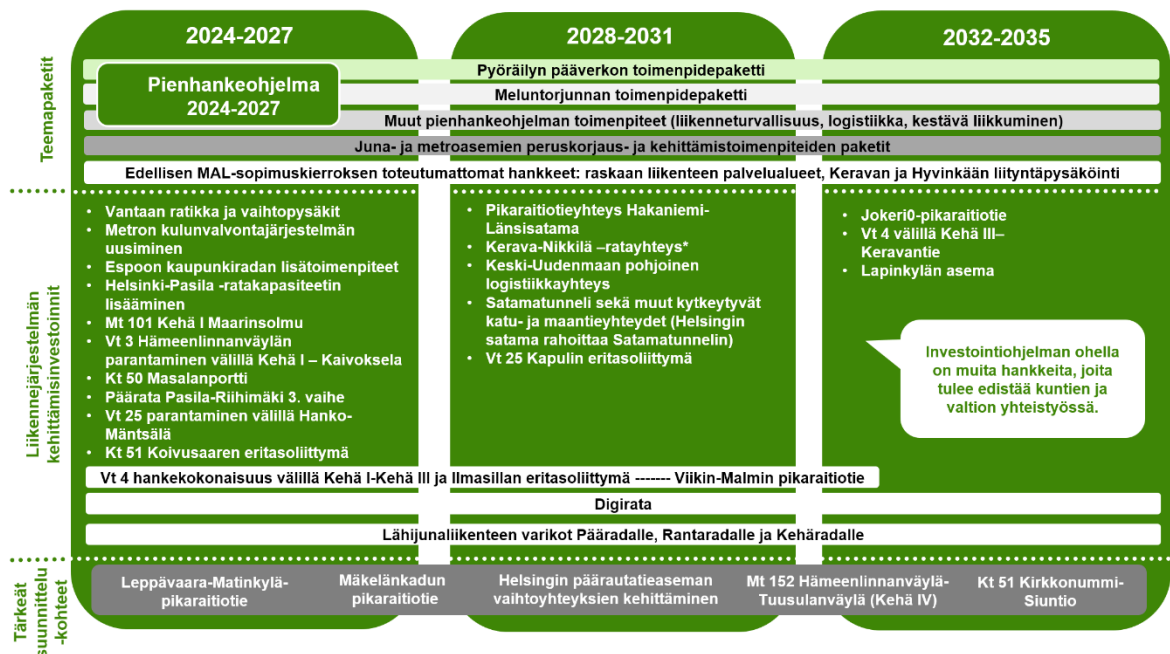 2024-2027
2028-2031
2032-2035
Teemapaketit
Pienhankeohjelma
2024-2027
Pyöräilyn pääverkon toimenpidepaketti
Meluntorjunnan toimenpidepaketti
Muut pienhankeohjelman toimenpiteet (liikenneturvallisuus, logistiikka, kestävä liikkuminen)
Juna- ja metroasemien peruskorjaus- ja kehittämistoimenpiteiden paketit
Edellisen MAL-sopimuskierroksen toteutumattomat hankkeet: raskaan liikenteen palvelualueet, Keravan ja Hyvinkään liityntäpysäköinti
Liikennejärjestelmän
kehittämisinvestoinnit
• Vantaan ratikka ja vaihtopysäkit
• Metron kulunvalvontajärjestelmän
uusiminen
• Espoon kaupunkiradan lisätoimenpiteet
• Helsinki-Pasila -ratakapasiteetin
lisääminen
• Mt 101 Kehä I Maarinsolmu
• Vt 3 Hämeenlinnanväylän
parantaminen välillä Kehä I – Kaivoksela
• Kt 50 Masalanportti
• Päärata Pasila-Riihimäki 3. vaihe
• Vt 25 parantaminen välillä Hanko-
Mäntsälä
• Kt 51 Koivusaaren eritasoliittymä
• Pikaraitiotieyhteys Hakaniemi-
Länsisatama
• Kerava-Nikkilä –ratayhteys*
• Keski-Uudenmaan pohjoinen
logistiikkayhteys
• Satamatunneli sekä muut kytkeytyvät
katu- ja maantieyhteydet (Helsingin
satama rahoittaa Satamatunnelin)
• Vt 25 Kapulin eritasoliittymä
• Jokeri0-pikaraitiotie
• Vt 4 välillä Kehä III–
Keravantie
• Lapinkylän asema
Investointiohjelman ohella
on muita hankkeita, joita
tulee edistää kuntien ja
valtion yhteistyössä.
Vt 4 hankekokonaisuus välillä Kehä I-Kehä III ja Ilmasillan eritasoliittymä ------- Viikin-Malmin pikaraitiotie
Digirata
Lähijunaliikenteen varikot Pääradalle, Rantaradalle ja Kehäradalle
Tärkeät
suunnittelu
-kohteet
Leppävaara-Matinkylä-
pikaraitiotie
Mäkelänkadun
pikaraitiotie
Helsingin päärautatieaseman
vaihtoyhteyksien kehittäminen
Mt 152 Hämeenlinnanväylä-
Tuusulanväylä (Kehä IV)
Kt 51 Kirkkonummi-
Siuntio